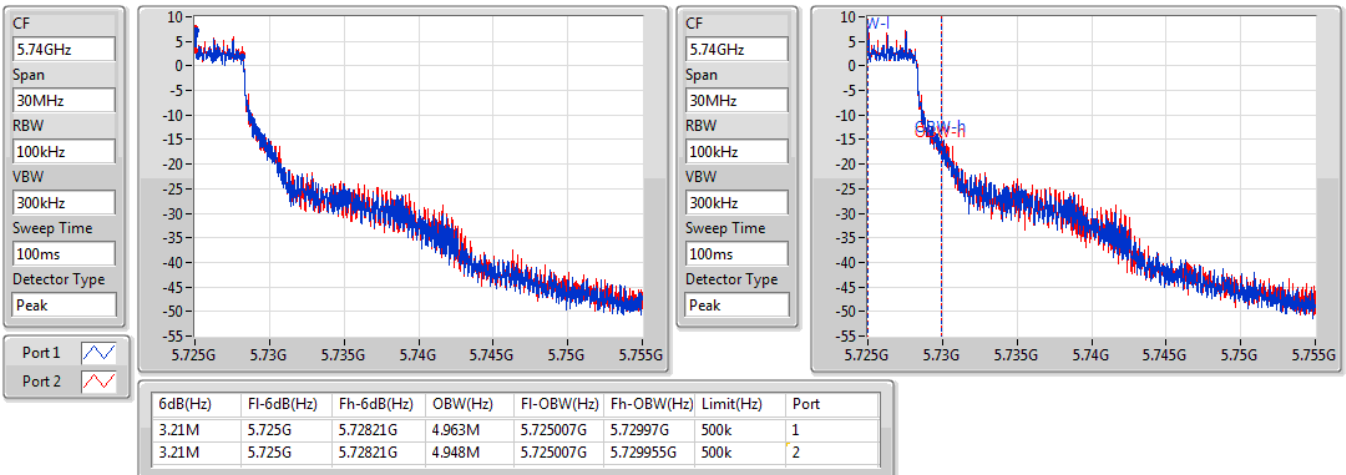 CF
5.74GHz
Span
30MHz
RBW
100kHz
VBW
300kHz
Sweep Time
100ms
Detector Type
Peak
Port 1
Port 2
10
5
0
-5
-10
-15
-20
-25
-30
-35
-40
-45
-50
-55
5.725G 5.73G 5.735G 5.74G 5.745G 5.75G 5.755G
CF
5.74GHz
Span
30MHz
RBW
100kHz
VBW
300kHz
Sweep Time
100ms
Detector Type
Peak
10
5
0
-5
-10
-15
-20
-25
-30
-35
-40
-45
-50
-55
W-l
OBW-h
OBW-h
5.725G 5.73G 5.735G 5.74G 5.745G 5.75G 5.755G
6dB(Hz) Fl-6dB(Hz) Fh-6dB(Hz) OBW(Hz) Fl-OBW(Hz) Fh-OBW(Hz) Limit(Hz) Port
3.21M 5.725G 5.72821G 4.963M 5.725007G 5.72997G 500k 1
3.21M 5.725G 5.72821G 4.948M 5.725007G 5.729955G 500k 2